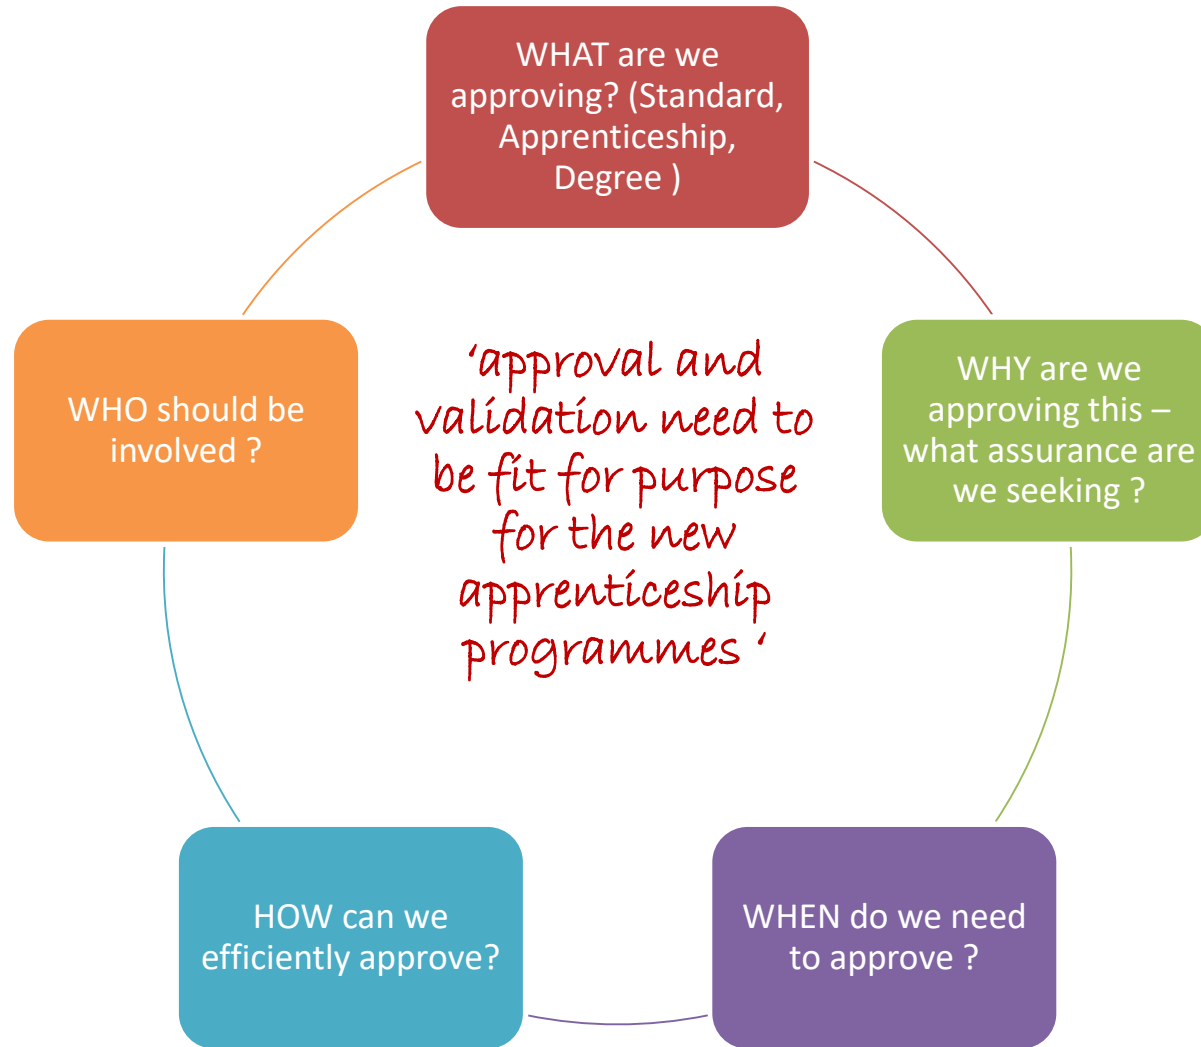 WHAT are we
approving? (Standard,
Apprenticeship,
Degree )
WHY are we
approving this –
what assurance are
we seeking ?
WHEN do we need
to approve ?
HOW can we
efficiently approve?
WHO should be
involved ?
‘approval and
validation need to
be fit for purpose
for the new
apprenticeship
programmes ‘